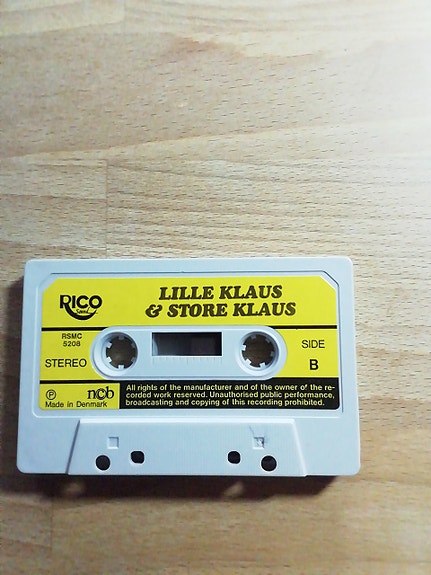 RICO
Sound
LILLE KLAUS
& STORE KLAUS
RSMC
5208
STEREO
SIDE
B
Ⓟ ncb
Made in Denmark
All rights of the manufacturer and of the owner of the re-
corded work reserved. Unauthorised public performance,
broadcasting and copying of this recording prohibited.